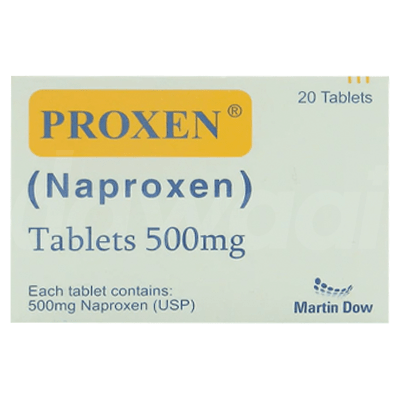 20 Tablets
PROXEN®
(Naproxen)
Tablets 500mg
Each tablet contains:
500mg Naproxen (USP)
Martin Dow